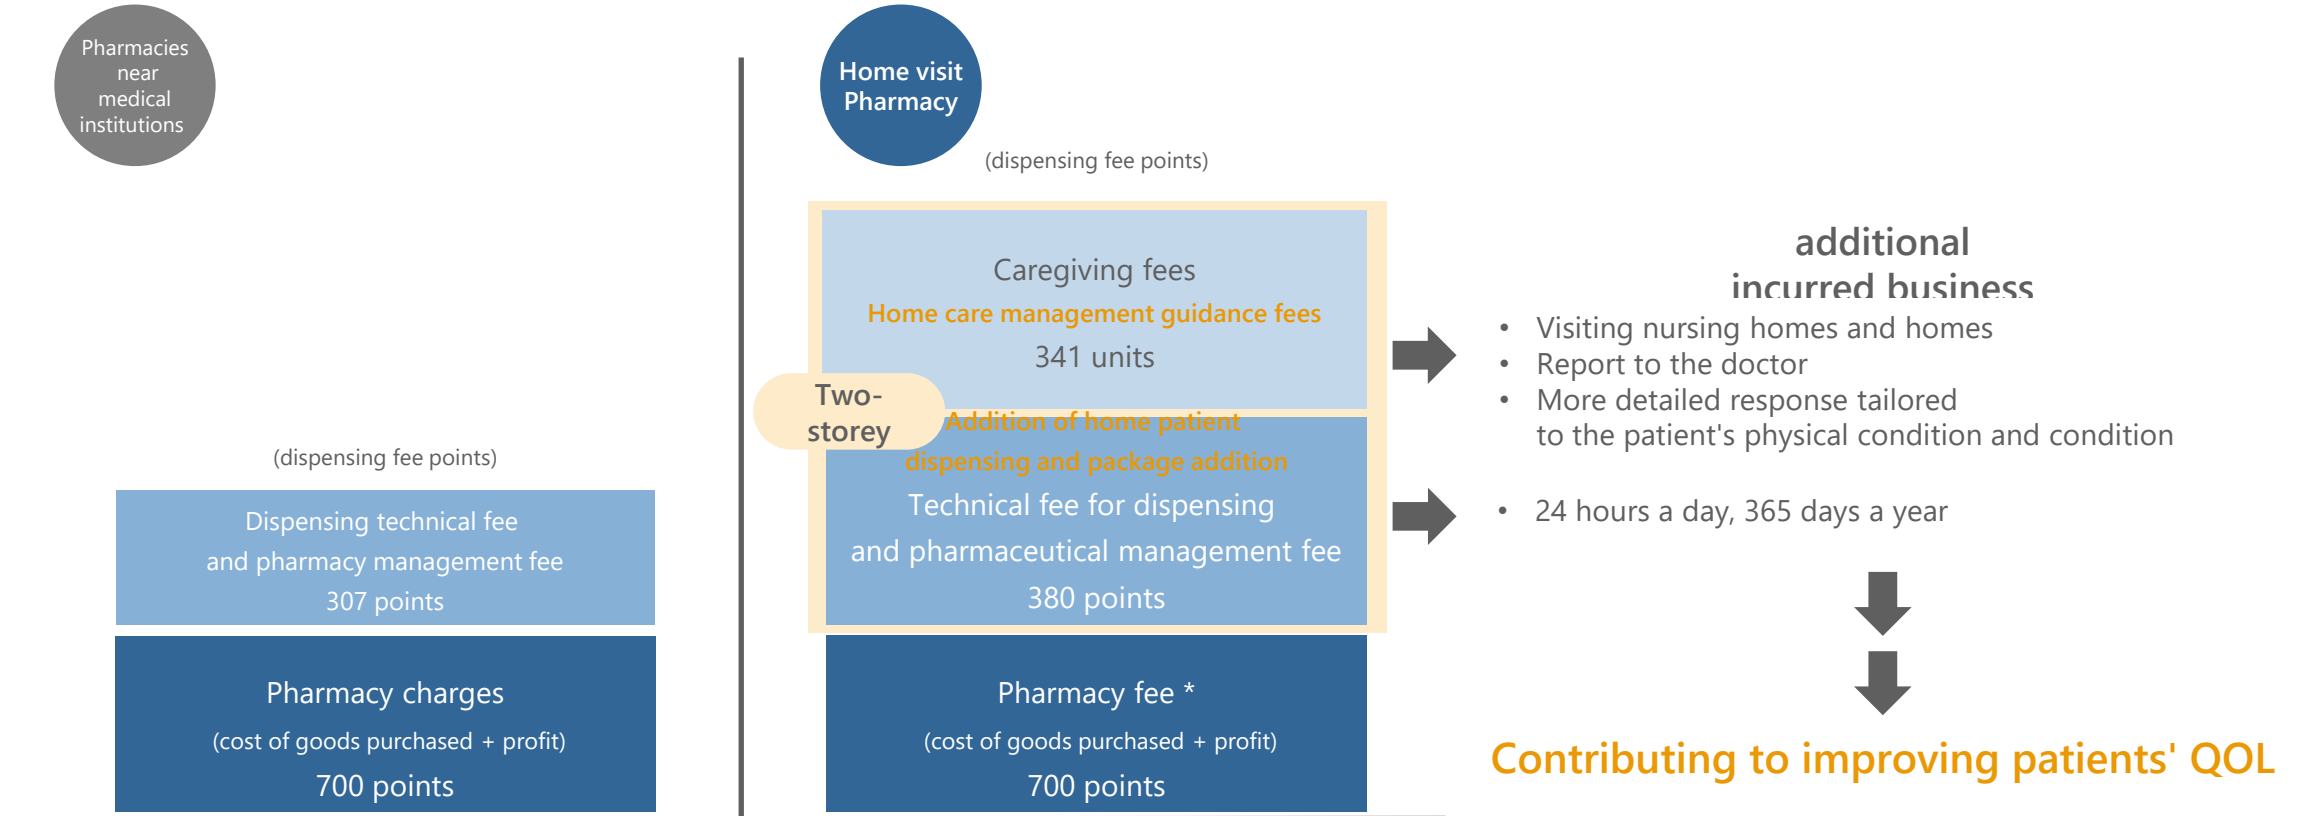 Pharmacies
near
medical
institutions
(dispensing fee points)
Dispensing technical fee
and pharmacy management fee
307 points
Pharmacy charges
(cost of goods purchased + profit)
700 points
Home visit
Pharmacy
(dispensing fee points)
Caregiving fees
Home care management guidance fees
341 units
Two-
storey
Addition of home patient
dispensing and package addition
Technical fee for dispensing
and pharmaceutical management fee
380 points
Pharmacy fee *
(cost of goods purchased + profit)
700 points
additional
incurred business
• Visiting nursing homes and homes
• Report to the doctor
• More detailed response tailored
to the patient's physical condition and condition
• 24 hours a day, 365 days a year
Contributing to improving patients' QOL